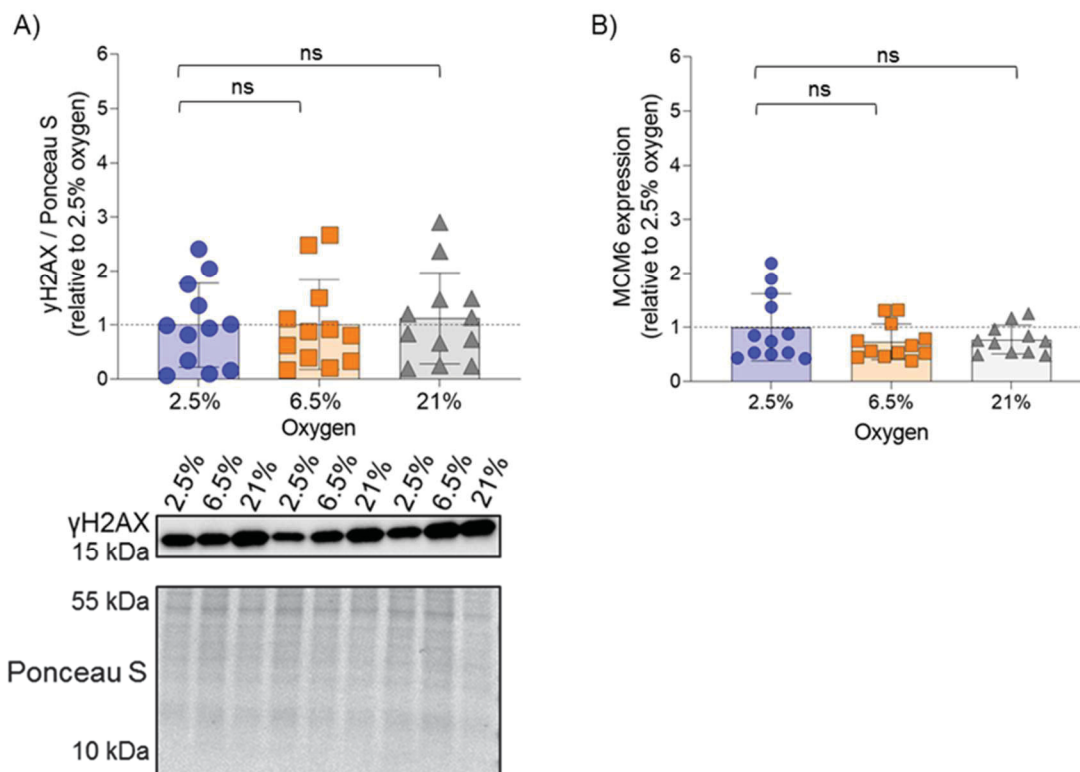 A)
γH2AX / Ponceau S
(relative to 2.5% oxygen)
6
5
4
3
2
1
0
ns
ns
2.5% 6.5% 21%
Oxygen
B)
MCM6 expression
(relative to 2.5% oxygen)
6
5
4
3
2
1
0
ns
ns
2.5% 6.5% 21%
Oxygen
2.5% 6.5% 21% 2.5% 6.5% 21% 2.5% 6.5% 21%
γH2AX
15 kDa
55 kDa
Ponceau S
10 kDa